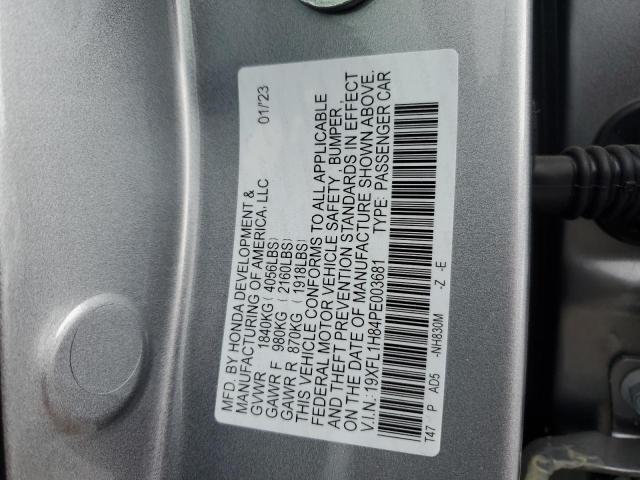 MFD. BY HONDA DEVELOPMENT &
MANUFACTURING OF AMERICA, LLC 01/'23
GVWR 1840KG ( 4056LBS)
GAWR F 980KG ( 2160LBS)
GAWR R 870KG ( 1918LBS)
THIS VEHICLE CONFORMS TO ALL APPLICABLE
FEDERAL MOTOR VEHICLE SAFETY, BUMPER,
AND THEFT PREVENTION STANDARDS IN EFFECT
ON THE DATE OF MANUFACTURE SHOWN ABOVE.
V.I.N.:19XFL1H84PE003681 TYPE: PASSENGER CAR
T47 P AD5 -NH830M -Z -E